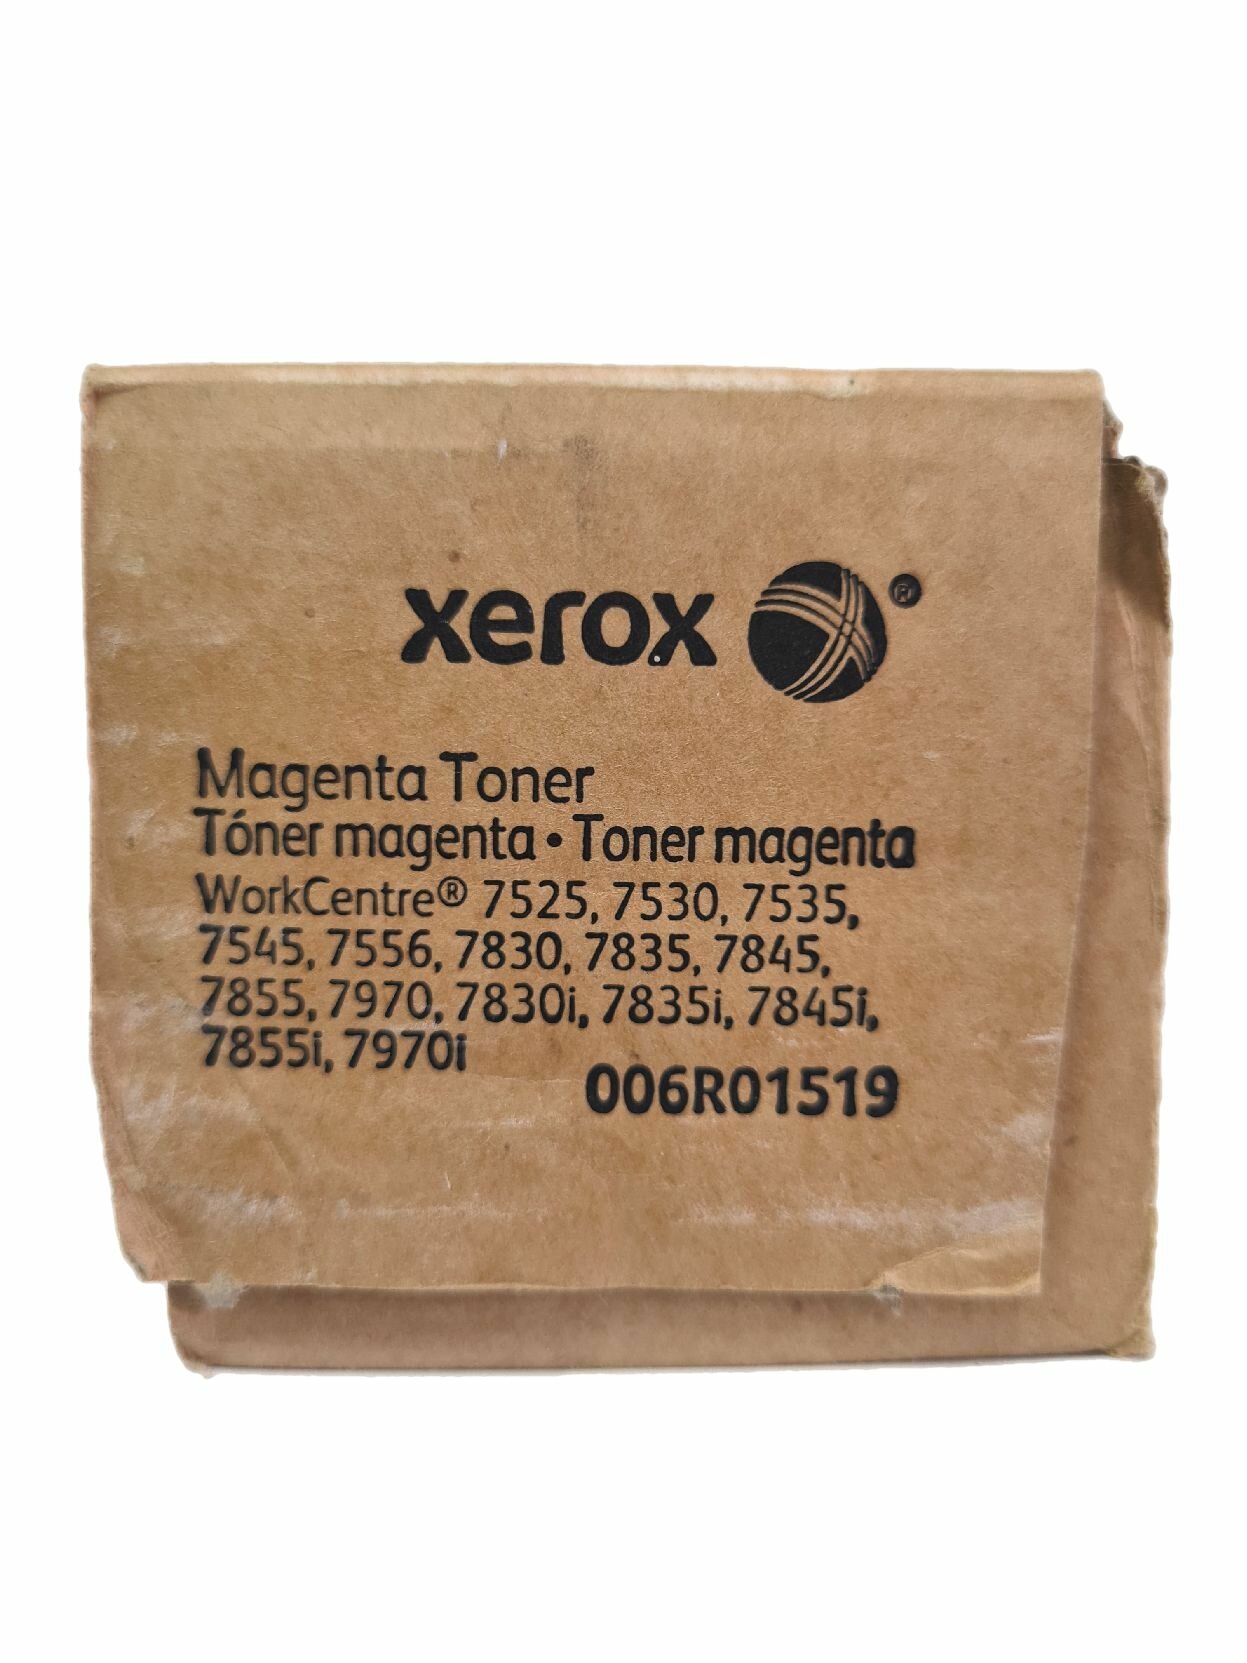 xerox ®
Magenta Toner
Tóner magenta • Toner magenta
WorkCentre® 7525, 7530, 7535,
7545, 7556, 7830, 7835, 7845,
7855, 7970, 7830i, 7835i, 7845i,
7855i, 7970i
006R01519